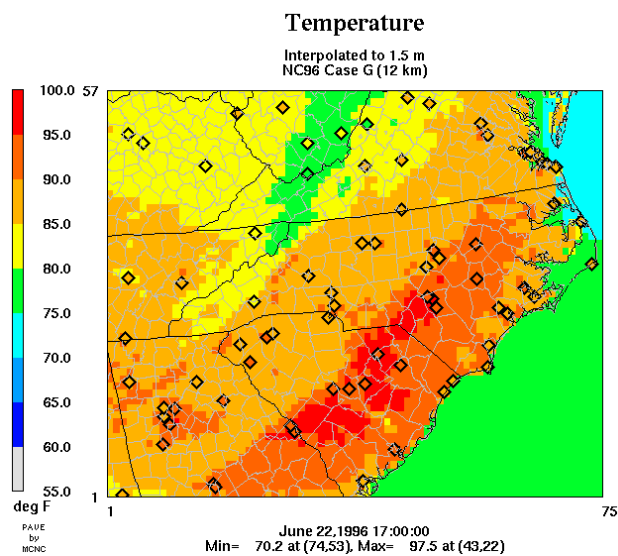 Temperature
Interpolated to 1.5 m
NC96 Case G (12 km)
57
100.0
95.0
90.0
85.0
80.0
75.0
70.0
65.0
60.0
55.0
deg F
1
1
75
PAVE
by
MCNC
June 22,1996 17:00:00
Min= 70.2 at (74,53), Max= 97.5 at (43,22)